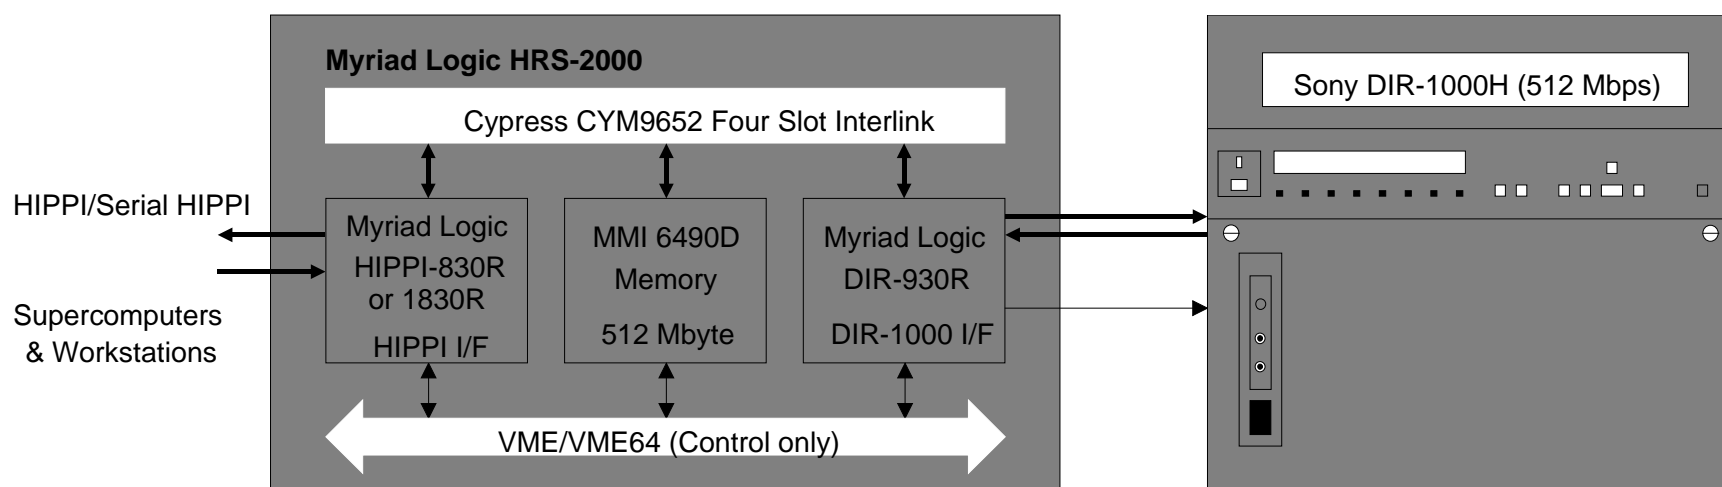 Myriad Logic HRS-2000
Cypress CYM9652 Four Slot Interlink
HIPPI/Serial HIPPI
Supercomputers
& Workstations
Myriad Logic
HIPPI-830R
or 1830R
HIPPI I/F
MMI 6490D
Memory
512 Mbyte
Myriad Logic
DIR-930R
DIR-1000 I/F
VME/VME64 (Control only)
Sony DIR-1000H (512 Mbps)